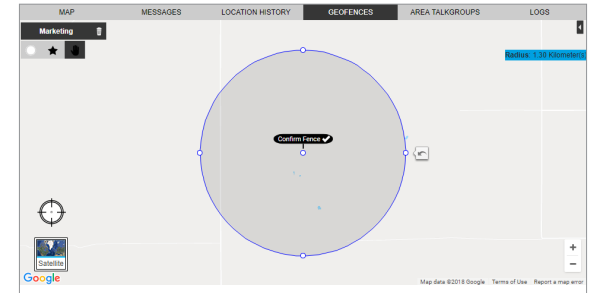 MAP MESSAGES LOCATION HISTORY GEOFENCES AREA TALKGROUPS LOGS
Marketing
Radius: 1.30 Kilometer(s)
Confirm Fence
Satellite
Google
Map data ©2018 Google Terms of Use Report a map error